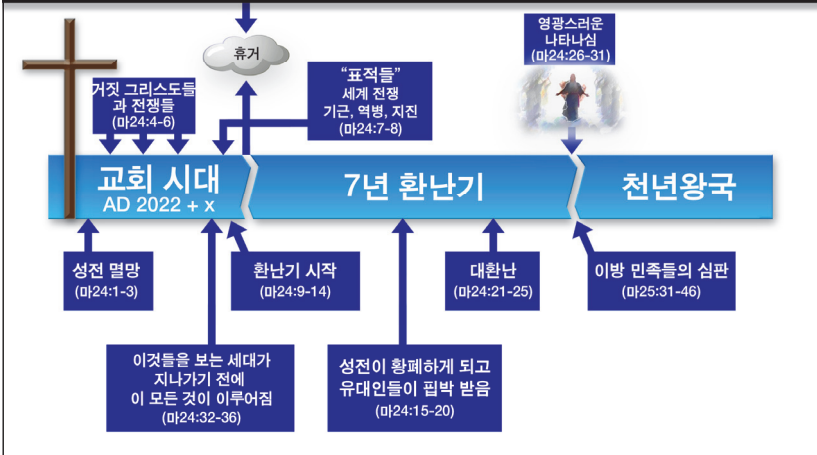 영광스러운
나타나심
(마24:26-31)
휴거
"표적들"
세계 전쟁
기근, 역병, 지진
(마24:7-8)
거짓 그리스도들
과 전쟁들
(마24:4-6)
교회 시대
AD 2022 + x
7년 환난기
천년왕국
성전 멸망
(마24:1-3)
환난기 시작
(마24:9-14)
대환난
(마24:21-25)
이방 민족들의 심판
(마25:31-46)
이것들을 보는 세대가
지나가기 전에
이 모든 것이 이루어짐
(마24:32-36)
성전이 황폐하게 되고
유대인들이 핍박 받음
(마24:15-20)